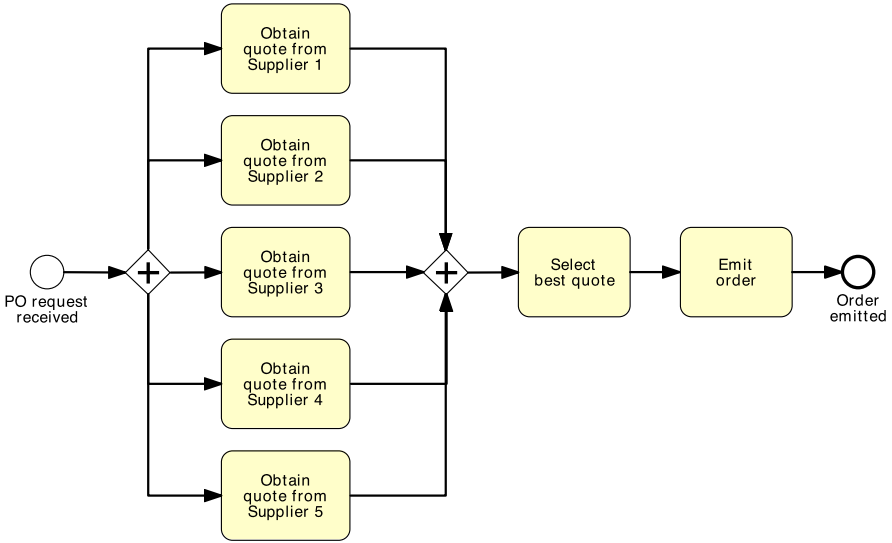 Obtain
quote from
Supplier 1
Obtain
quote from
Supplier 2
PO request
received
Obtain
quote from
Supplier 3
Select
best quote
Emit
order
Order
emitted
Obtain
quote from
Supplier 4
Obtain
quote from
Supplier 5